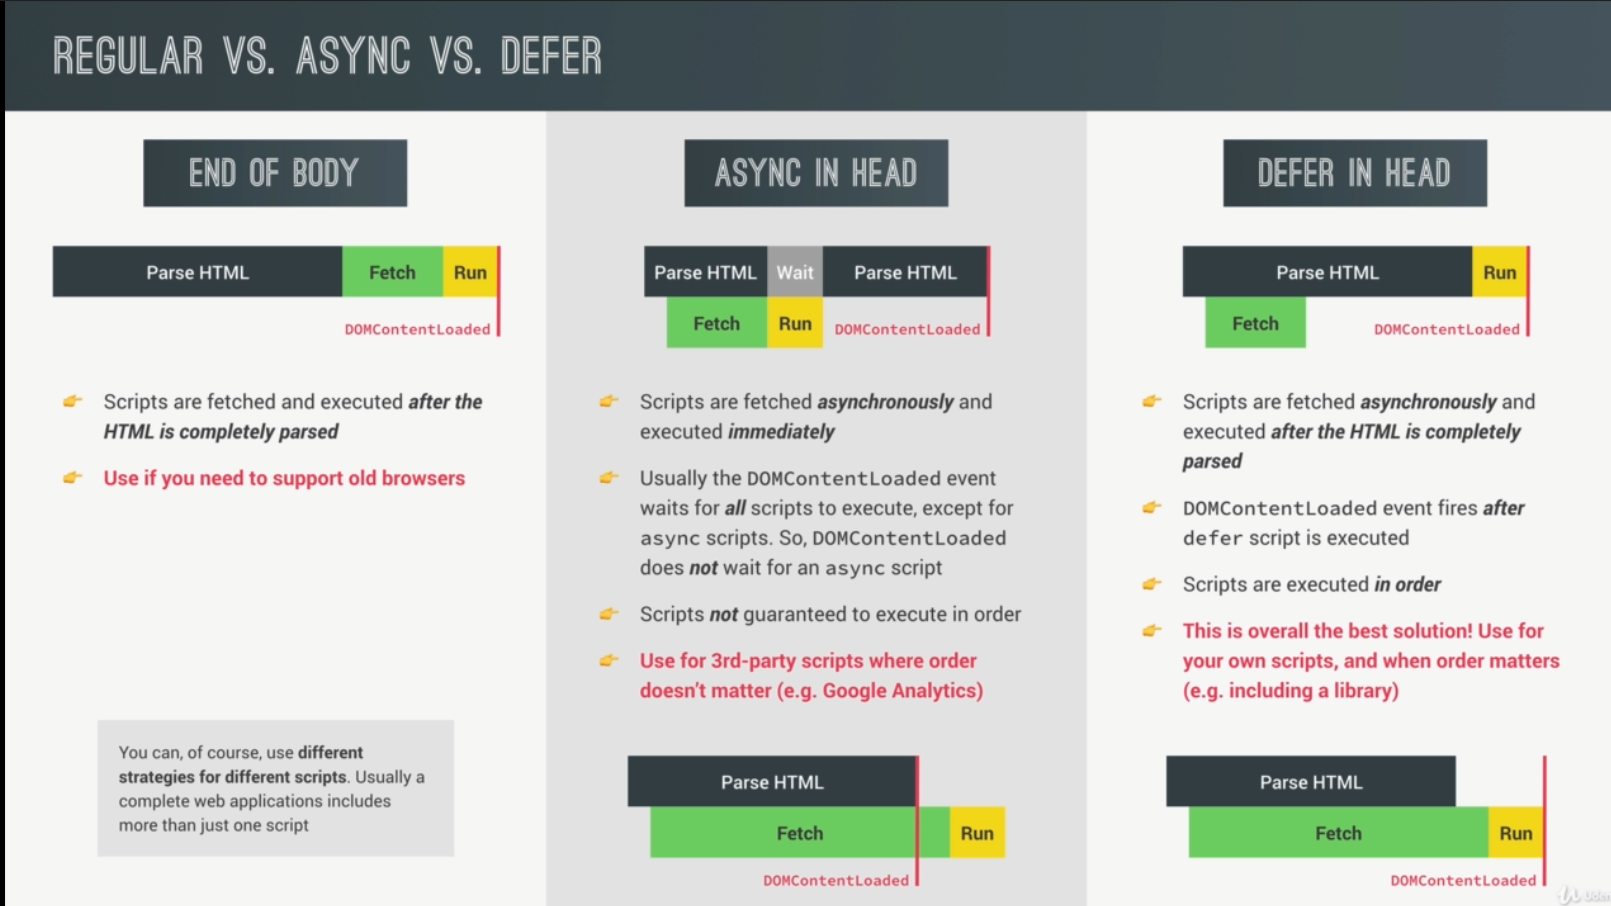 REGULAR VS. ASYNC VS. DEFER
END OF BODY
Parse HTML
Fetch
Run
DOMContentLoaded
Scripts are fetched and executed after the
HTML is completely parsed
Use if you need to support old browsers
You can, of course, use different
strategies for different scripts. Usually a
complete web applications includes
more than just one script
ASYNC IN HEAD
Parse HTML
Wait
Parse HTML
Fetch
Run
DOMContentLoaded
Scripts are fetched asynchronously and
executed immediately
Usually the DOMContentLoaded event
waits for all scripts to execute, except for
async scripts. So, DOMContentLoaded
does not wait for an async script
Scripts not guaranteed to execute in order
Use for 3rd-party scripts where order
doesn't matter (e.g. Google Analytics)
Parse HTML
Fetch
Run
DOMContentLoaded
DEFER IN HEAD
Parse HTML
Run
Fetch
DOMContentLoaded
Scripts are fetched asynchronously and
executed after the HTML is completely
parsed
DOMContentLoaded event fires after
defer script is executed
Scripts are executed in order
This is overall the best solution! Use for
your own scripts, and when order matters
(e.g. including a library)
Parse HTML
Fetch
Run
DOMContentLoaded